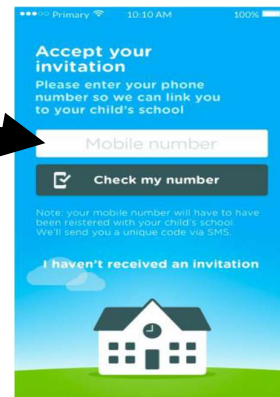 Primary 10:10 AM 100%
Accept your
invitation
Please enter your phone
number so we can link you
to your child's school
Mobile number
Check my number
Note: your mobile number will have to have
been reistered with your child's school.
We'll send you a unique code via SMS.
I haven't received an invitation